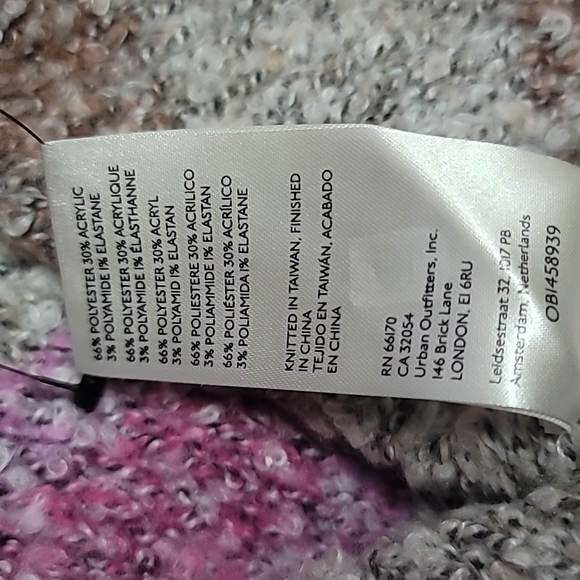 66% POLYESTER 30% ACRYLIC
3% POLYAMIDE 1% ELASTANE
66% POLYESTER 30% ACRYLIQUE
3% POLYAMIDE 1% ÉLASTHANNE
66% POLYESTER 30% ACRYL
3% POLYAMID 1% ELASTAN
66% POLIESTERE 30% ACRILICO
3% POLIAMMIDE 1% ELASTAN
66% POLIÉSTER 30% ACRÍLICO
3% POLIAMIDA 1% ELASTANE
KNITTED IN TAIWAN, FINISHED
IN CHINA
TEJIDO EN TAIWÁN, ACABADO
EN CHINA
RN 66170
CA 32054
Urban Outfitters, Inc.
146 Brick Lane
LONDON, E1 6RU
Leidsestraat 32 1017 PB
Amsterdam, Netherlands
OB1458939